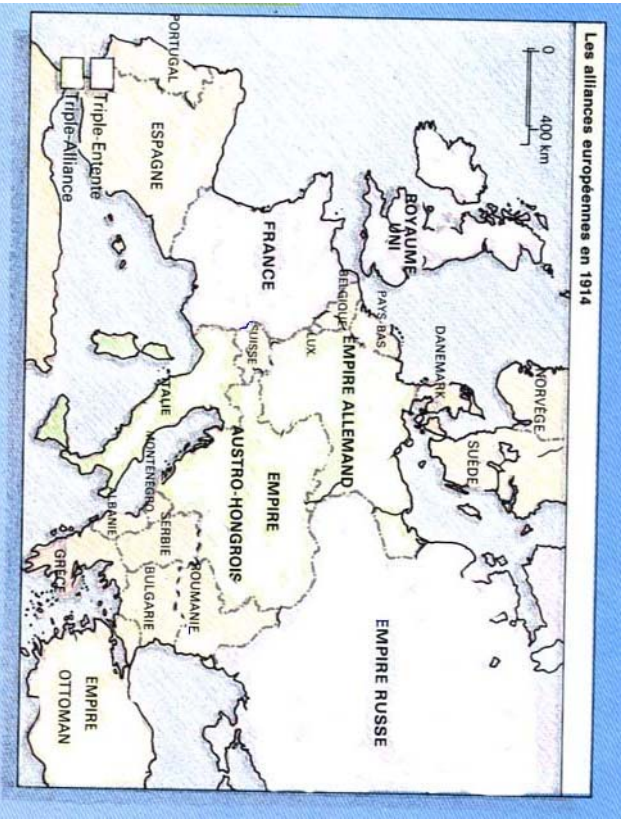 Les alliances européennes en 1914
0 400 km
NORVÈGE
SUÈDE
DANEMARK
ROYAUME
UNI
PAYS-BAS
BELGIQUE
LUX
EMPIRE ALLEMAND
EMPIRE RUSSE
FRANCE
SUISSE
EMPIRE
AUSTRO-HONGROIS
ITALIE
ROUMANIE
SERBIE
MONTÉNÉGRO
BULGARIE
ALBANIE
GRÈCE
EMPIRE
OTTOMAN
PORTUGAL
ESPAGNE
Triple-Entente
Triple-Alliance